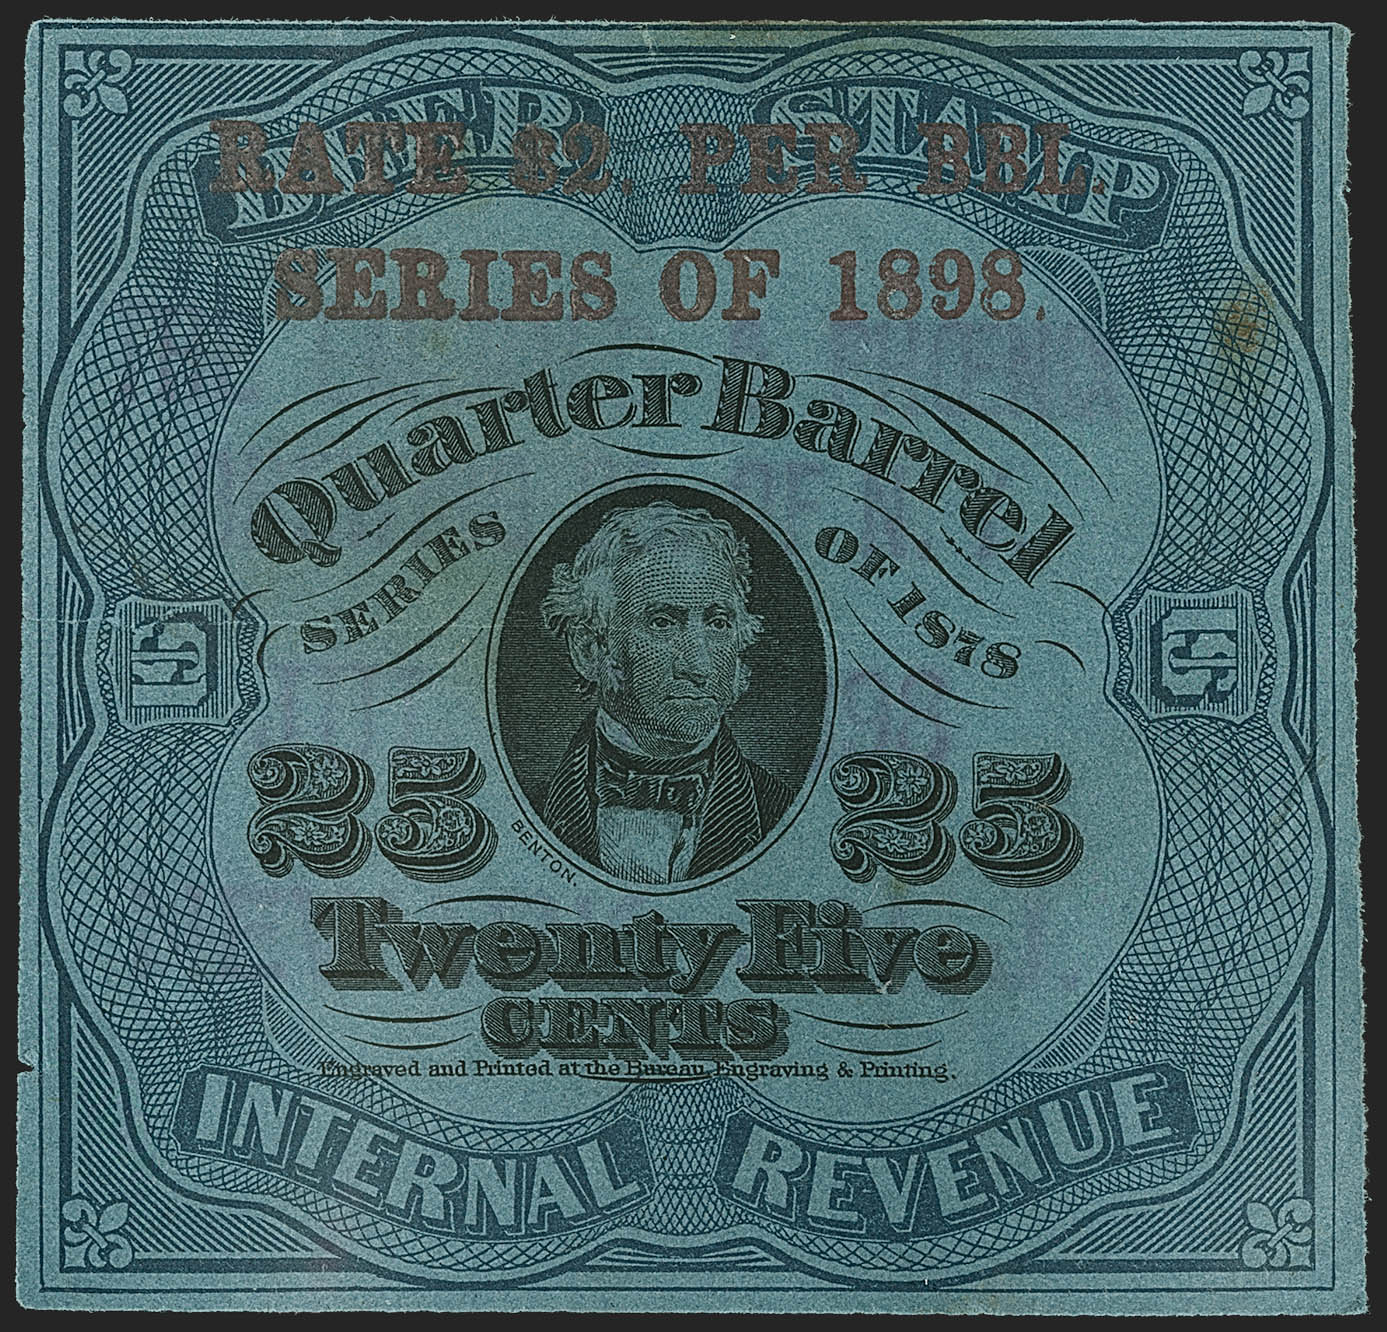 BEER STAMP
RATE $2. PER BBL.
SERIES OF 1898.
Quarter Barrel
SERIES OF 1878
25 25
BENTON.
Twenty Five
CENTS
Engraved and Printed at the Bureau, Engraving & Printing.
INTERNAL REVENUE